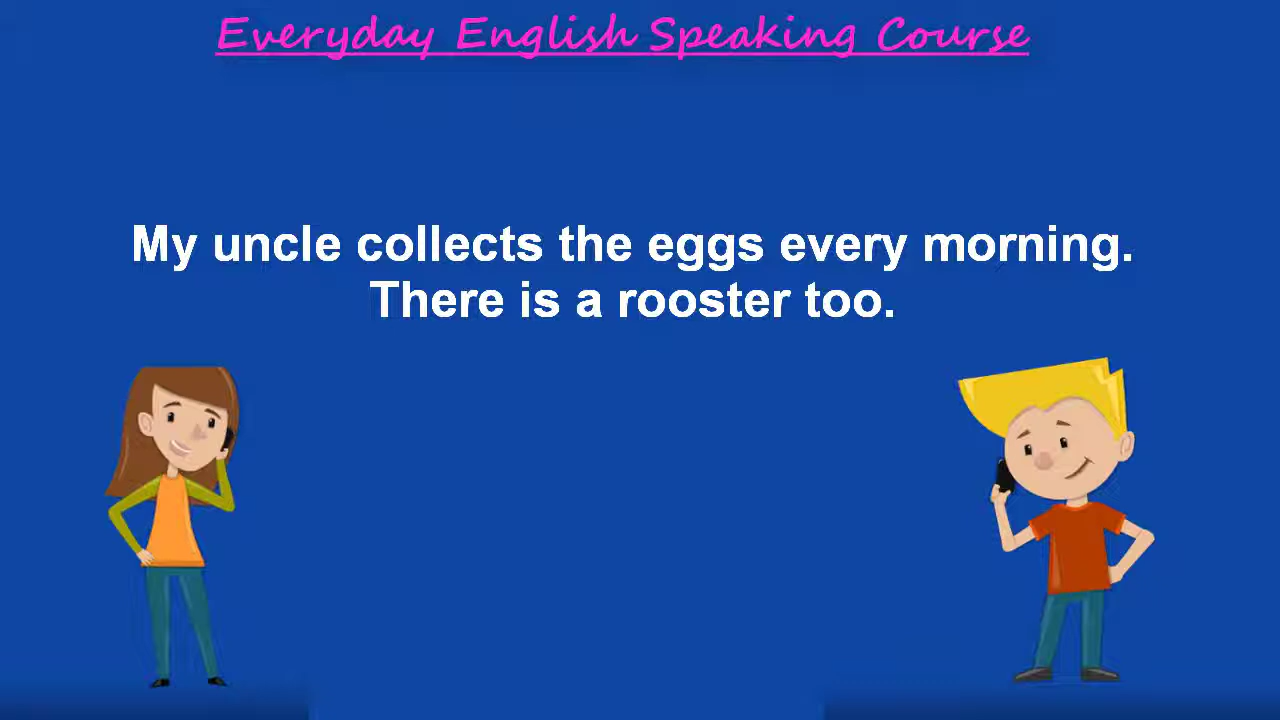 Everyday English Speaking Course
My uncle collects the eggs every morning.
There is a rooster too.